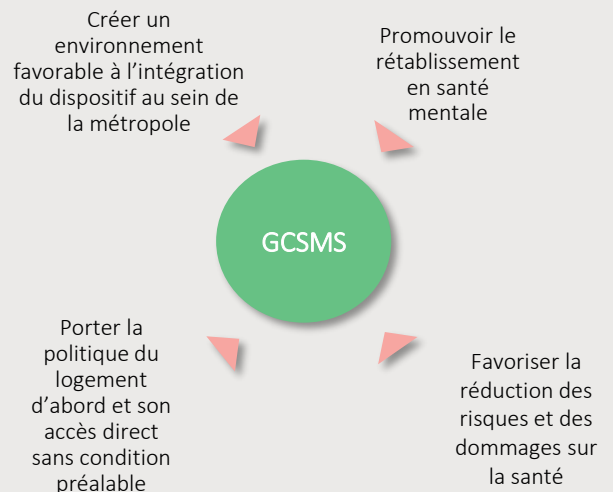 Créer un
environnement
favorable à l'intégration
du dispositif au sein de
la métropole
Promouvoir le
rétablissement
en santé
mentale
GCSMS
Porter la
politique du
logement
d'abord et son
accès direct
sans condition
préalable
Favoriser la
réduction des
risques et des
dommages sur
la santé